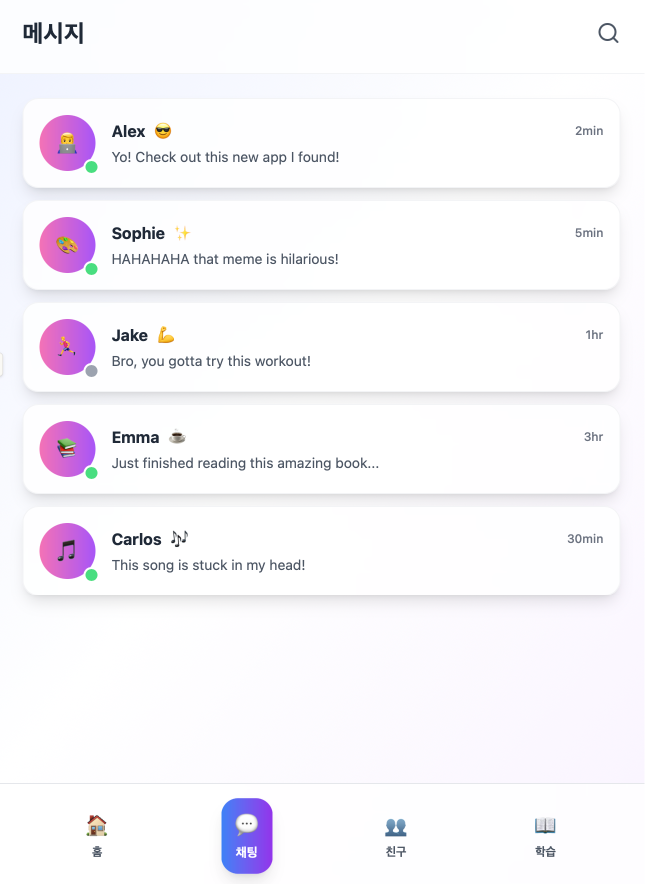 메시지
Alex 😎
2min
Yo! Check out this new app I found!
Sophie ✨
5min
HAHAHAHA that meme is hilarious!
Jake 💪
1hr
Bro, you gotta try this workout!
Emma ☕
3hr
Just finished reading this amazing book...
Carlos 🎶
30min
This song is stuck in my head!
홈
채팅
친구
학습